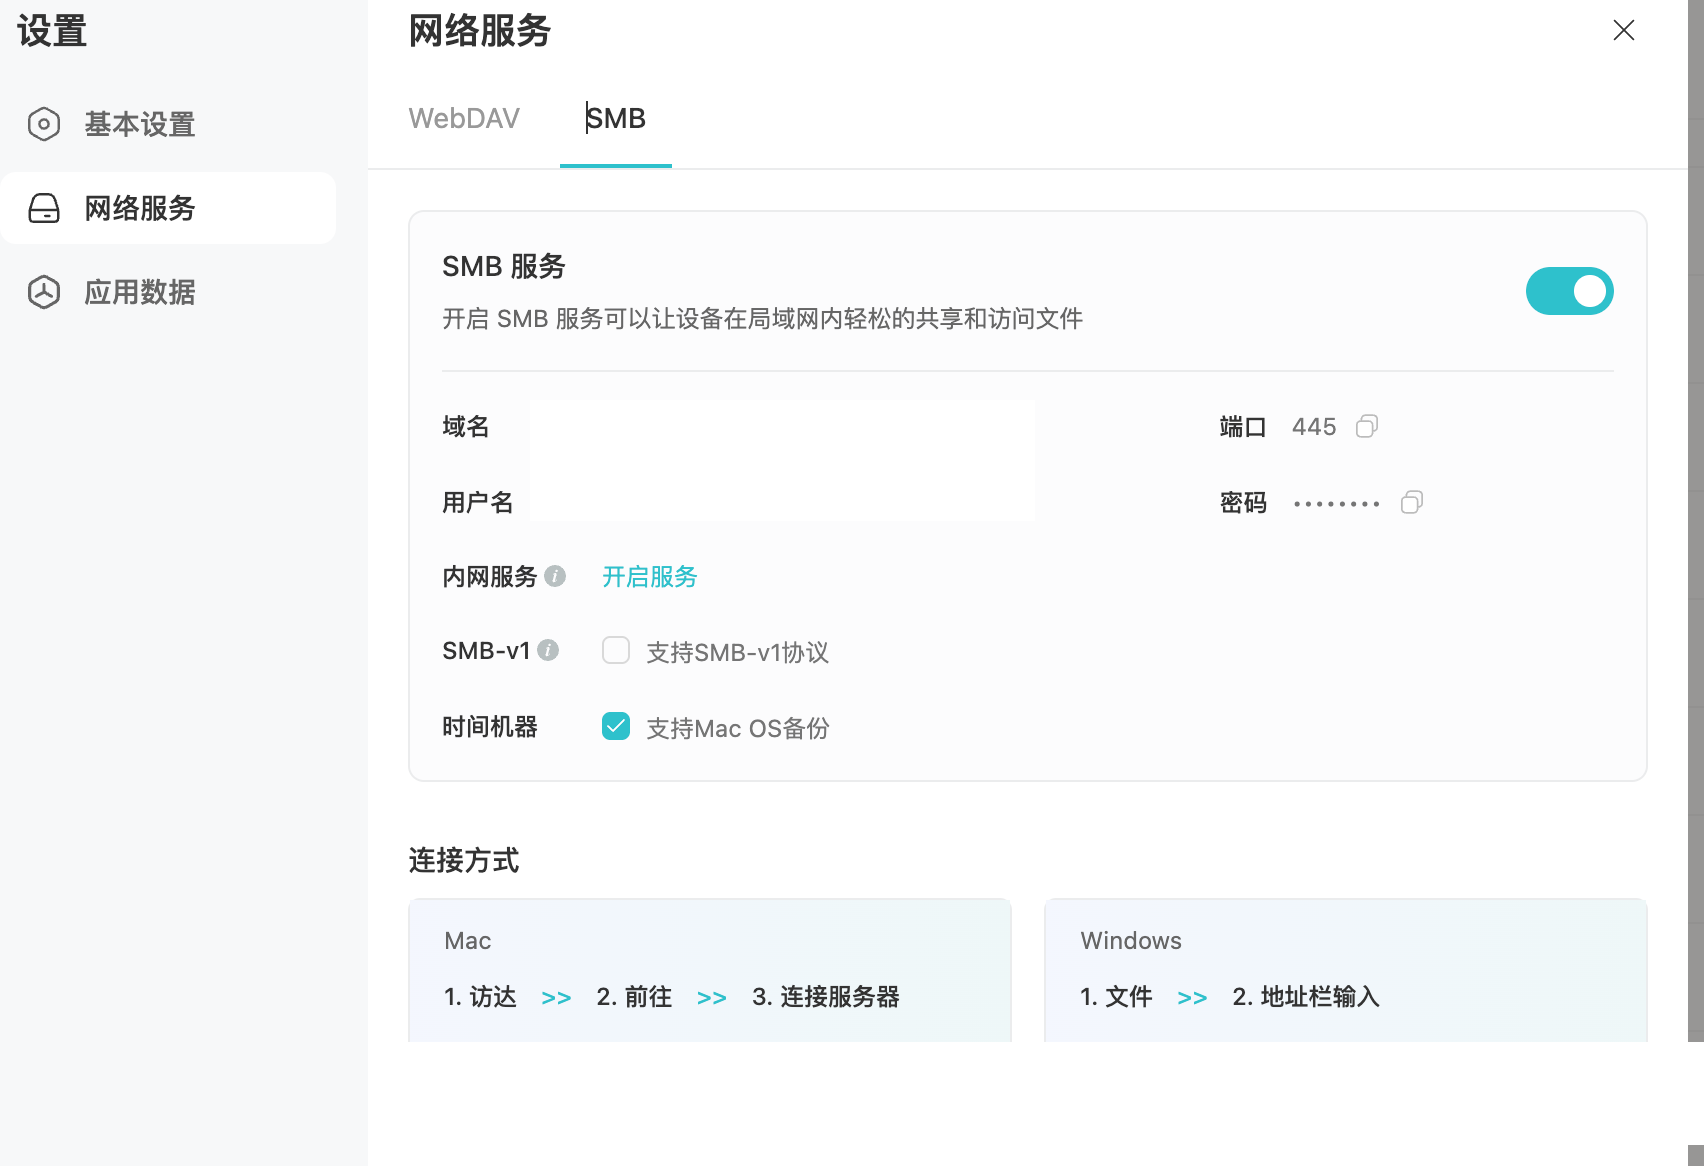 设置
基本设置
网络服务
应用数据
网络服务
WebDAV SMB
SMB 服务
开启 SMB 服务可以让设备在局域网内轻松的共享和访问文件
域名
端口 445
用户名
密码 ········
内网服务 开启服务
SMB-v1 支持SMB-v1协议
时间机器 支持Mac OS备份
连接方式
Mac
1. 访达 >> 2. 前往 >> 3. 连接服务器
Windows
1. 文件 >> 2. 地址栏输入